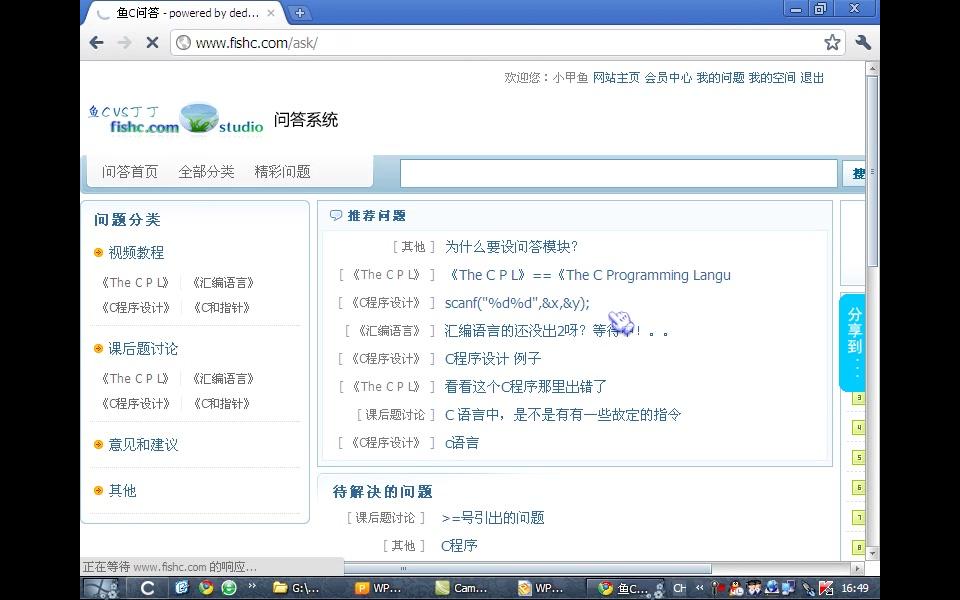 鱼C问答 - powered by ded...
www.fishc.com/ask/
欢迎您：小甲鱼 网站主页 会员中心 我的问题 我的空间 退出
鱼C VS 丁丁
fishc.com studio 问答系统
问答首页 全部分类 精彩问题
搜
问题分类
视频教程
《The C P L》 《汇编语言》
《C程序设计》 《C和指针》
课后题讨论
《The C P L》 《汇编语言》
《C程序设计》 《C和指针》
意见和建议
其他
推荐问题
[ 其他 ] 为什么要设问答模块？
[ 《The C P L》 ] 《The C P L》==《The C Programming Langu
[ 《C程序设计》 ] scanf("%d%d",&x,&y);
[ 《汇编语言》 ] 汇编语言的还没出2呀？等待中！。。
[ 《C程序设计》 ] C程序设计 例子
[ 《The C P L》 ] 看看这个C程序那里出错了
[ 课后题讨论 ] C 语言中，是不是有有一些故定的指令
[ 《C程序设计》 ] c语言
待解决的问题
[ 课后题讨论 ] >=号引出的问题
[ 其他 ] C程序
分享到...
3
4
5
6
7
8
正在等待 www.fishc.com 的响应...
G:\...
WP...
Cam...
WP...
鱼C...
CH
16:49